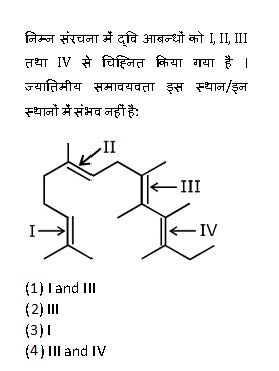 निम्न संरचना में द्वि आबन्धों को I, II, III
तथा IV से चिह्नित किया गया है ।
ज्यातिमीय समावयवता इस स्थान/इन
स्थानों में संभव नहीं है:
II
III
I
IV
(1) I and III
(2) III
(3) I
(4) III and IV